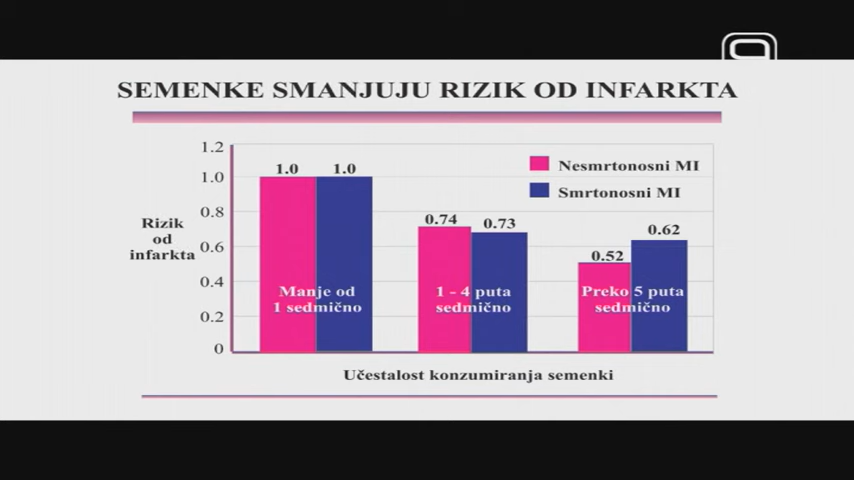 SEMENKE SMANJUJU RIZIK OD INFARKTA
1.2
1.0
0.8
0.6
0.4
0.2
0
Rizik
od
infarkta
1.0 1.0
0.74 0.73
0.52 0.62
Nesmrtonosni MI
Smrtonosni MI
Manje od
1 sedmično
1 - 4 puta
sedmično
Preko 5 puta
sedmično
Učestalost konzumiranja semenki